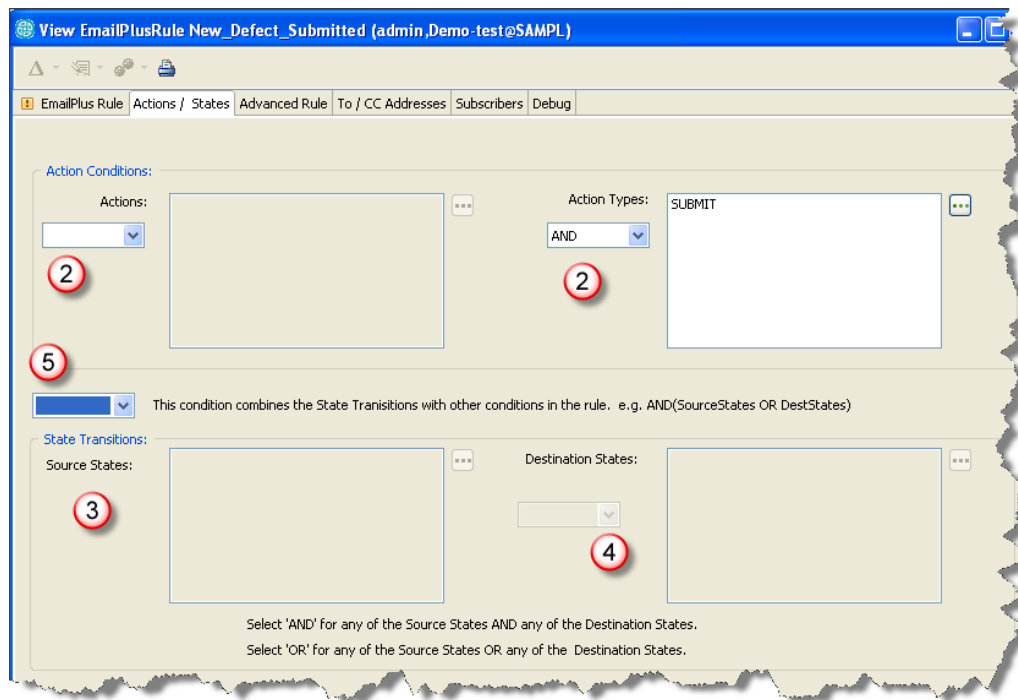 View EmailPlusRule New_Defect_Submitted (admin,Demo-test@SAMPL)
EmailPlus Rule Actions / States Advanced Rule To / CC Addresses Subscribers Debug
Action Conditions:
Actions:
Action Types:
SUBMIT
AND
2
2
5
This condition combines the State Tranisitions with other conditions in the rule. e.g. AND(SourceStates OR DestStates)
State Transitions:
Source States:
Destination States:
3
4
Select 'AND' for any of the Source States AND any of the Destination States.
Select 'OR' for any of the Source States OR any of the Destination States.